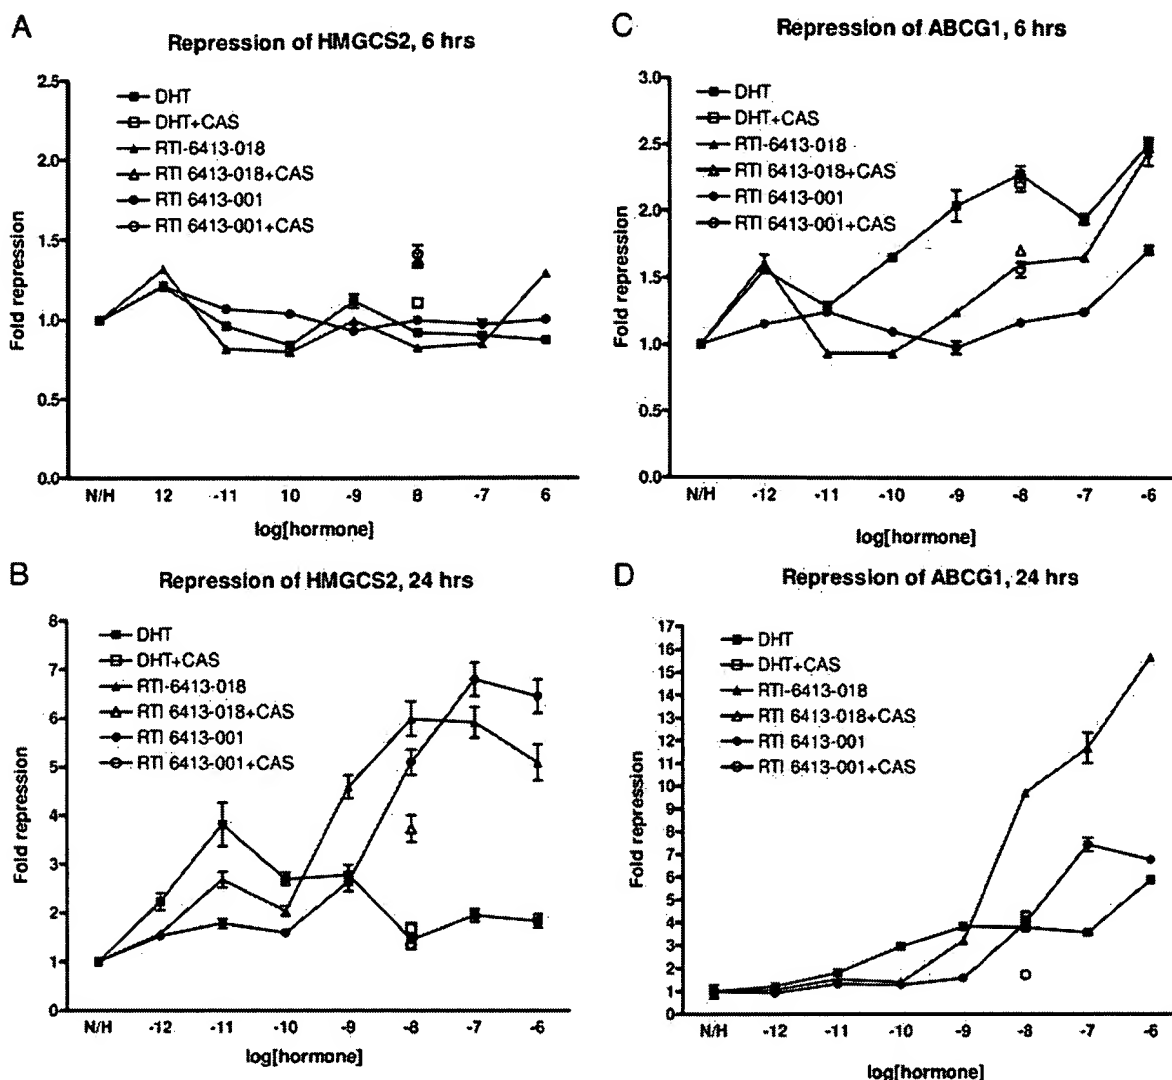 A
Repression of HMGCS2, 6 hrs
DHT
DHT+CAS
RTI-6413-018
RTI 6413-018+CAS
RTI 6413-001
RTI 6413-001+CAS
Fold repression
2.5
2.0
1.5
1.0
0.5
0.0
N/H 12 -11 10 -9 8 -7 6
log[hormone]
B
Repression of HMGCS2, 24 hrs
DHT
DHT+CAS
RTI-6413-018
RTI 6413-018+CAS
RTI 6413-001
RTI 6413-001+CAS
Fold repression
8
7
6
5
4
3
2
1
0
N/H -12 -11 -10 -9 -8 -7 -6
log[hormone]
C
Repression of ABCG1, 6 hrs
DHT
DHT+CAS
RTI-6413-018
RTI 6413-018+CAS
RTI 6413-001
RTI 6413-001+CAS
Fold repression
3.0
2.5
2.0
1.5
1.0
0.5
0.0
N/H -12 -11 -10 -9 -8 -7 -6
log[hormone]
D
Repression of ABCG1, 24 hrs
DHT
DHT+CAS
RTI-6413-018
RTI 6413-018+CAS
RTI 6413-001
RTI 6413-001+CAS
Fold repression
17
16
15
14
13
12
11
10
9
8
7
6
5
4
3
2
1
0
N/H -12 -11 -10 -9 -8 -7 -6
log[hormone]